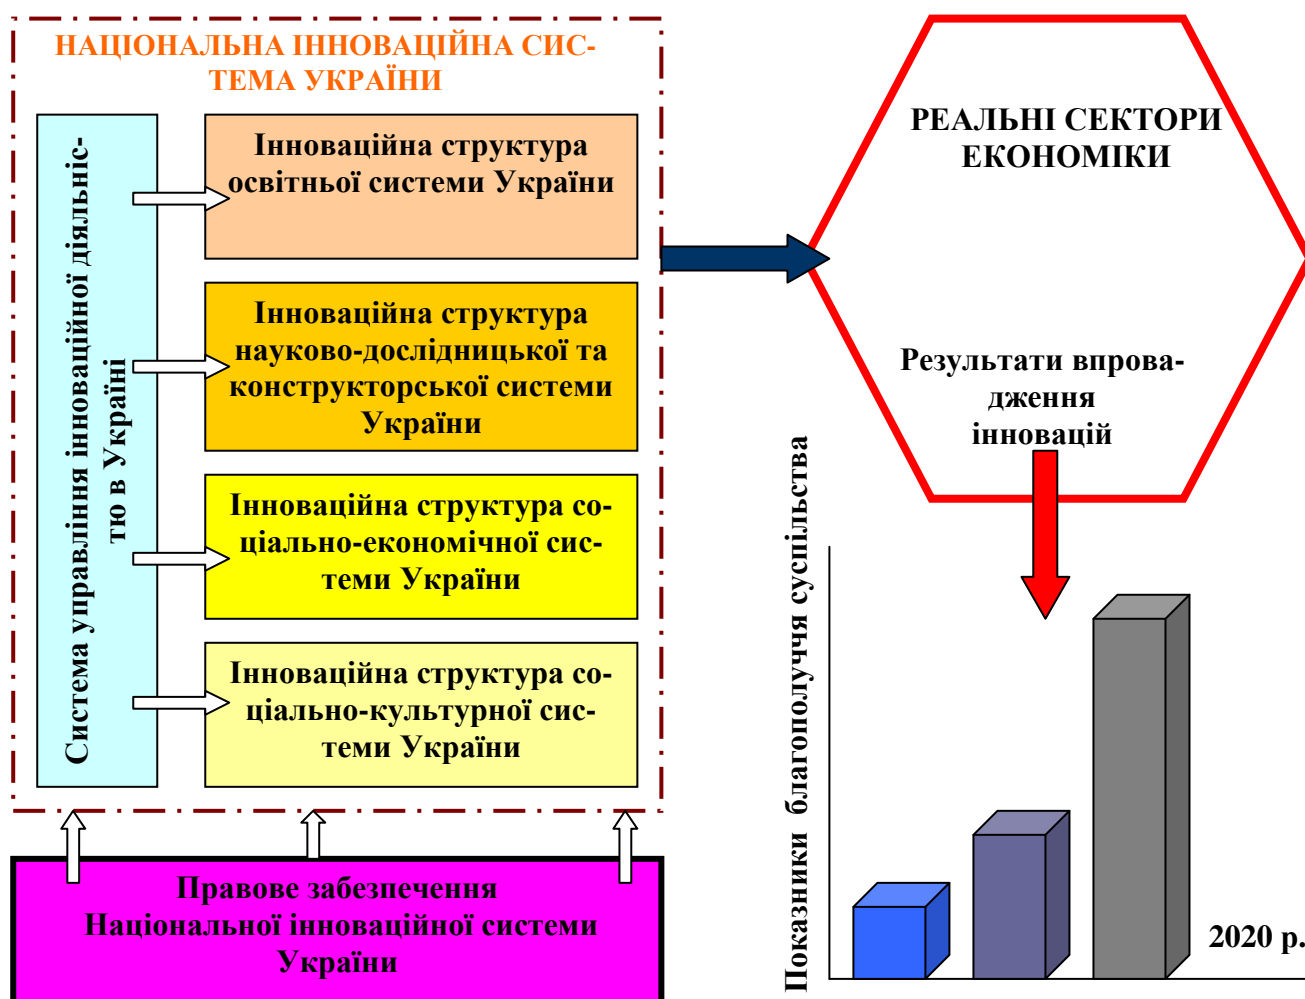 НАЦІОНАЛЬНА ІННОВАЦІЙНА СИС-
ТЕМА УКРАЇНИ
Система управління інноваційної діяльніс-
тю в Україні
Інноваційна структура
освітньої системи України
Інноваційна структура
науково-дослідницької та
конструкторської системи
України
Інноваційна структура со-
ціально-економічної сис-
теми України
Інноваційна структура со-
ціально-культурної сис-
теми України
Правове забезпечення
Національної інноваційної системи
України
РЕАЛЬНІ СЕКТОРИ
ЕКОНОМІКИ
Результати впрова-
дження
інновацій
Показники благополуччя суспільства
2020 р.